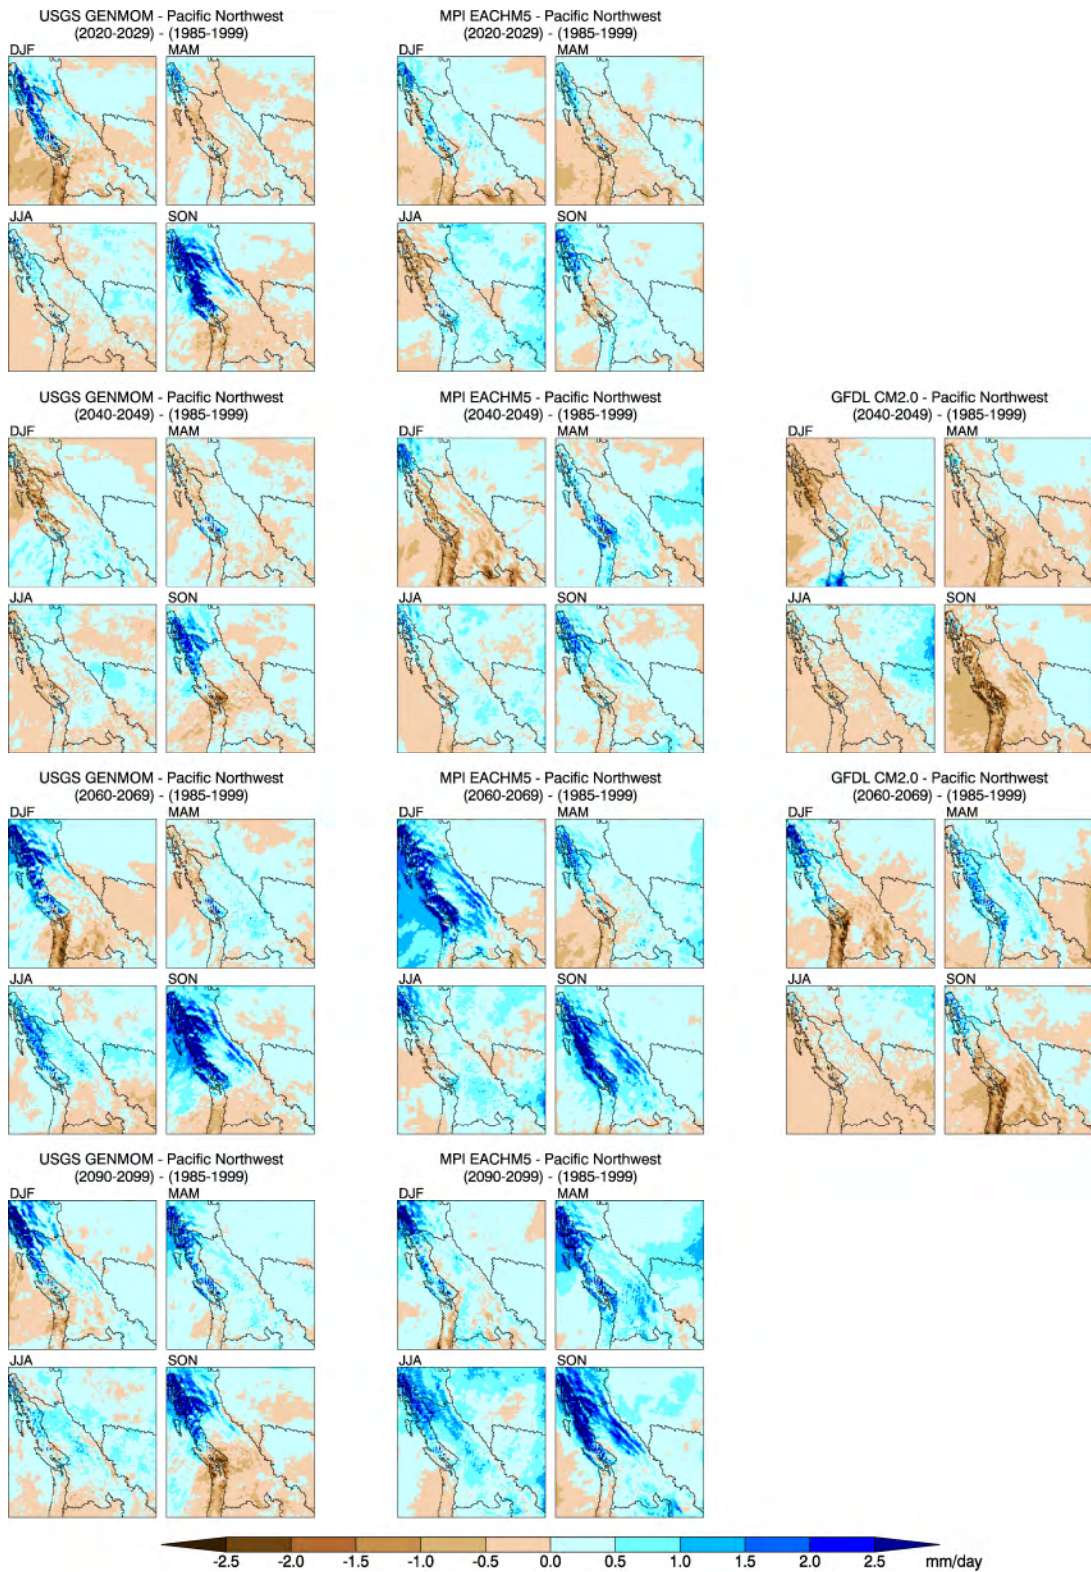 USGS GENMOM - Pacific Northwest
(2020-2029) - (1985-1999)
DJF
MAM
JJA
SON
MPI EACHM5 - Pacific Northwest
(2020-2029) - (1985-1999)
DJF
MAM
JJA
SON
USGS GENMOM - Pacific Northwest
(2040-2049) - (1985-1999)
DJF
MAM
JJA
SON
MPI EACHM5 - Pacific Northwest
(2040-2049) - (1985-1999)
DJF
MAM
JJA
SON
GFDL CM2.0 - Pacific Northwest
(2040-2049) - (1985-1999)
DJF
MAM
JJA
SON
USGS GENMOM - Pacific Northwest
(2060-2069) - (1985-1999)
DJF
MAM
JJA
SON
MPI EACHM5 - Pacific Northwest
(2060-2069) - (1985-1999)
DJF
MAM
JJA
SON
GFDL CM2.0 - Pacific Northwest
(2060-2069) - (1985-1999)
DJF
MAM
JJA
SON
USGS GENMOM - Pacific Northwest
(2090-2099) - (1985-1999)
DJF
MAM
JJA
SON
MPI EACHM5 - Pacific Northwest
(2090-2099) - (1985-1999)
DJF
MAM
JJA
SON
-2.5 -2.0 -1.5 -1.0 -0.5 0.0 0.5 1.0 1.5 2.0 2.5 mm/day